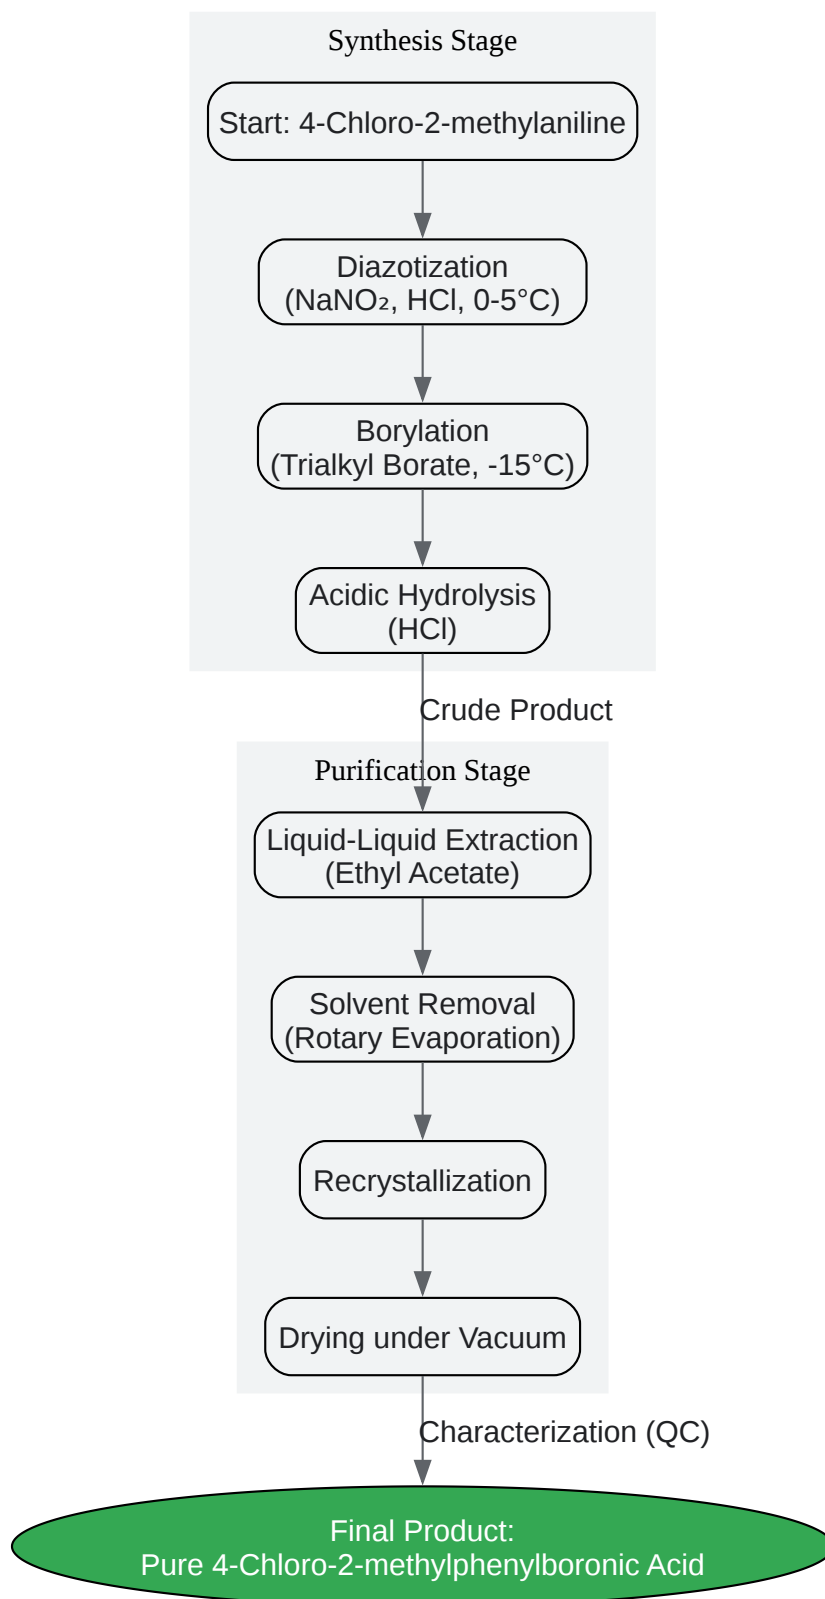 Synthesis Stage
Start: 4-Chloro-2-methylaniline
Diazotization
(NaNO₂, HCl, 0-5°C)
Borylation
(Trialkyl Borate, -15°C)
Acidic Hydrolysis
(HCl)
Crude Product
Purification Stage
Liquid-Liquid Extraction
(Ethyl Acetate)
Solvent Removal
(Rotary Evaporation)
Recrystallization
Drying under Vacuum
Characterization (QC)
Final Product:
Pure 4-Chloro-2-methylphenylboronic Acid